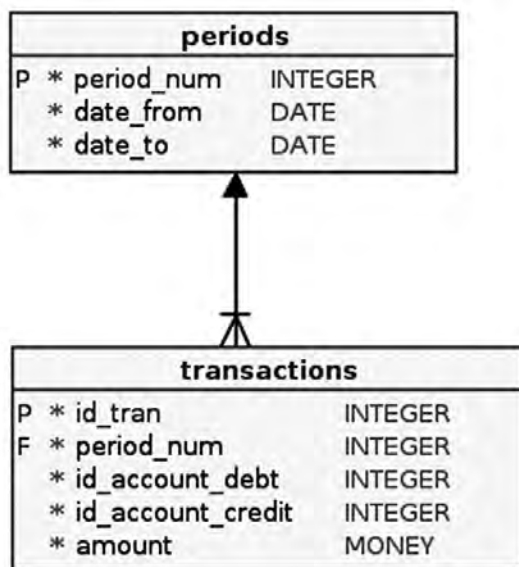 periods
P * period_num INTEGER
* date_from DATE
* date_to DATE
transactions
P * id_tran INTEGER
F * period_num INTEGER
* id_account_debt INTEGER
* id_account_credit INTEGER
* amount MONEY